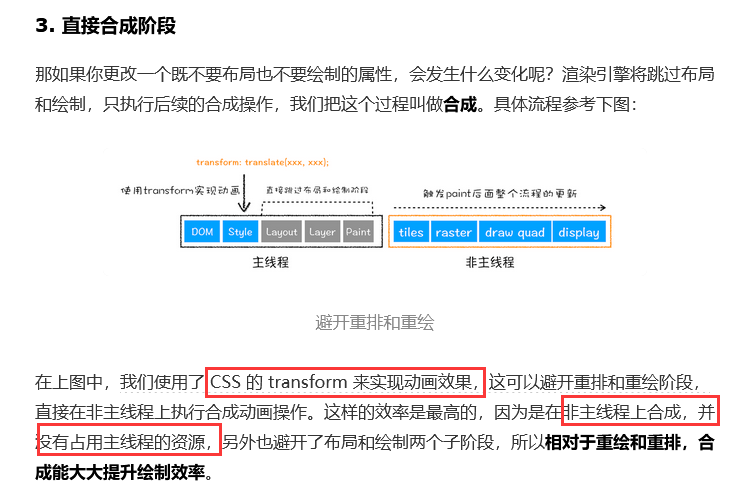 3. 直接合成阶段
那如果你更改一个既不要布局也不要绘制的属性，会发生什么变化呢？渲染引擎将跳过布局
和绘制，只执行后续的合成操作，我们把这个过程叫做合成。具体流程参考下图：
transform: translate(xxx, xxx);
使用transform实现动画
直接跳过布局和绘制阶段
触发paint后面整个流程的更新
DOM Style Layout Layer Paint tiles raster draw quad display
主线程 非主线程
避开重排和重绘
在上图中，我们使用了 CSS 的 transform 来实现动画效果，这可以避开重排和重绘阶段，
直接在非主线程上执行合成动画操作。这样的效率是最高的，因为是在非主线程上合成，并
没有占用主线程的资源，另外也避开了布局和绘制两个子阶段，所以相对于重绘和重排，合
成能大大提升绘制效率。